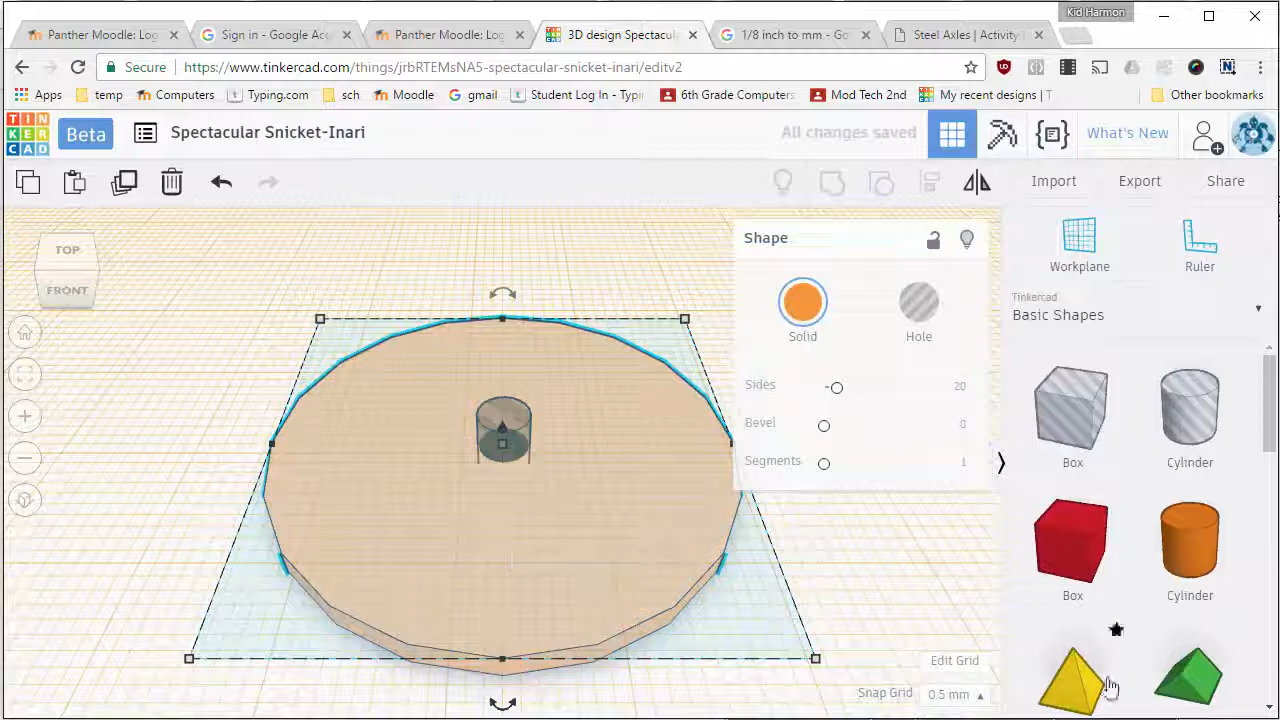 Kid Harmon
Panther Moodle: Log
Sign in - Google Acc
Panther Moodle: Log
3D design Spectacul
1/8 inch to mm - Go
Steel Axles | Activity I
Secure
https://www.tinkercad.com/things/jrbRTEMsNA5-spectacular-snicket-inari/editv2
Apps
temp
Computers
Typing.com
sch
Moodle
gmail
Student Log In - Typi
6th Grade Computers
Mod Tech 2nd
My recent designs | T
Other bookmarks
TIN
KER
CAD
Beta
Spectacular Snicket-Inari
All changes saved
What's New
Import
Export
Share
TOP
FRONT
Shape
Solid
Hole
Sides
20
Bevel
0
Segments
1
Workplane
Ruler
Tinkercad
Basic Shapes
Box
Cylinder
Box
Cylinder
Edit Grid
Snap Grid
0.5 mm